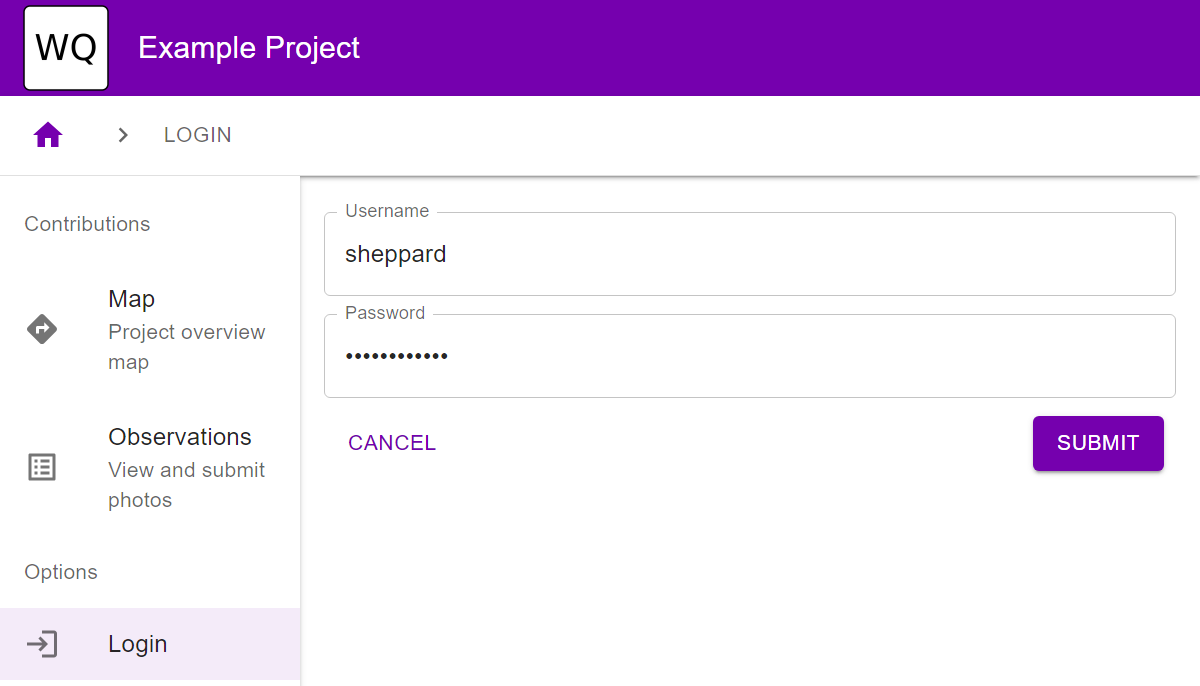 WQ
Example Project
LOGIN
Contributions
Map
Project overview
map
Observations
View and submit
photos
Options
Login
Username
sheppard
Password
••••••••••••
CANCEL
SUBMIT